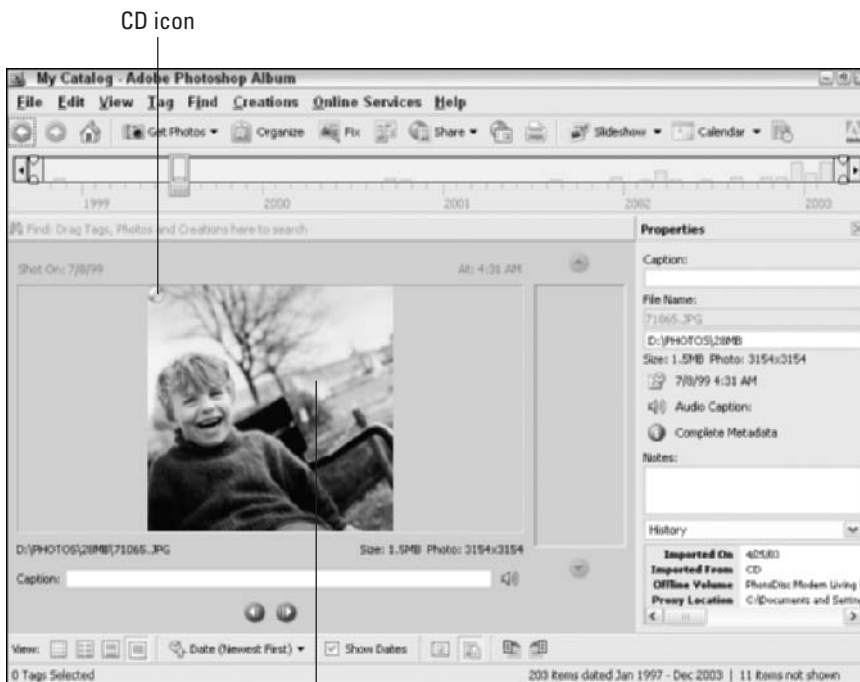 CD icon
My Catalog - Adobe Photoshop Album
File Edit View Tag Find Creations Online Services Help
Get Photos Organize Fix Share Slideshow Calendar
1999 2000 2001 2002 2003
Find: Drag Tags, Photos and Creations here to search
Properties
Shot On: 7/8/99 At: 4:31 AM
Caption:
File Name:
71065.JPG
D:\PHOTOS\28MB
Size: 1.5MB Photo: 3154x3154
7/8/99 4:31 AM
Audio Caption:
Complete Metadata
Notes:
History
Imported On 4/25/03
Imported From CD
Offline Volume PhotoDisc Modern Living
Proxy Location C:\Documents and Setting
D:\PHOTOS\28MB\71065.JPG Size: 1.5MB Photo: 3154x3154
Caption:
View: Date (Newest First) Show Dates
0 Tags Selected 203 items dated Jan 1997 - Dec 2003 | 11 items not shown